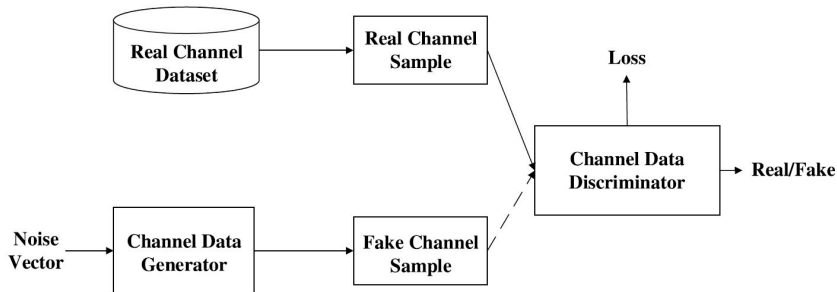 Real Channel
Dataset
Real Channel
Sample
Loss
Channel Data
Discriminator
Real/Fake
Noise
Vector
Channel Data
Generator
Fake Channel
Sample